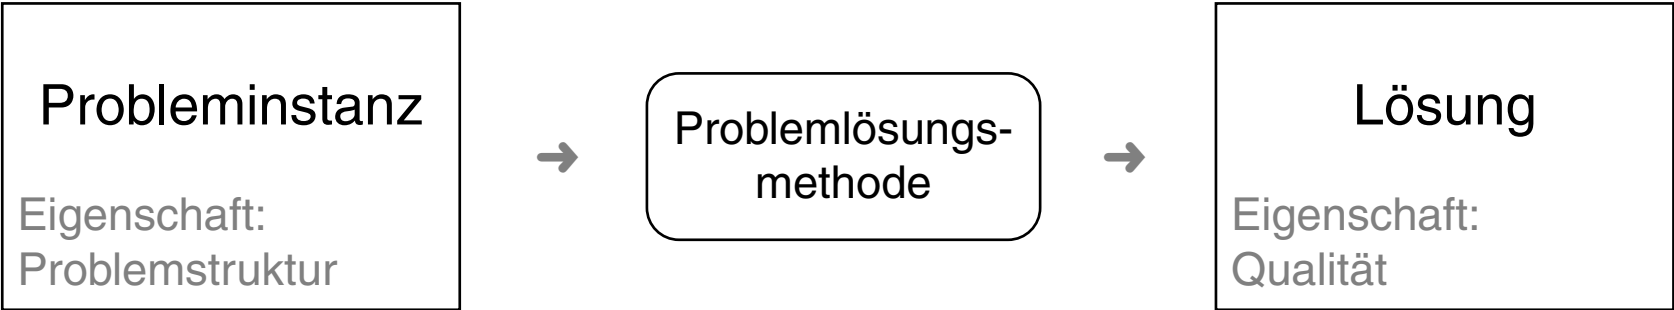 Probleminstanz
Eigenschaft:
Problemstruktur
Problemlösungs-
methode
Lösung
Eigenschaft:
Qualität